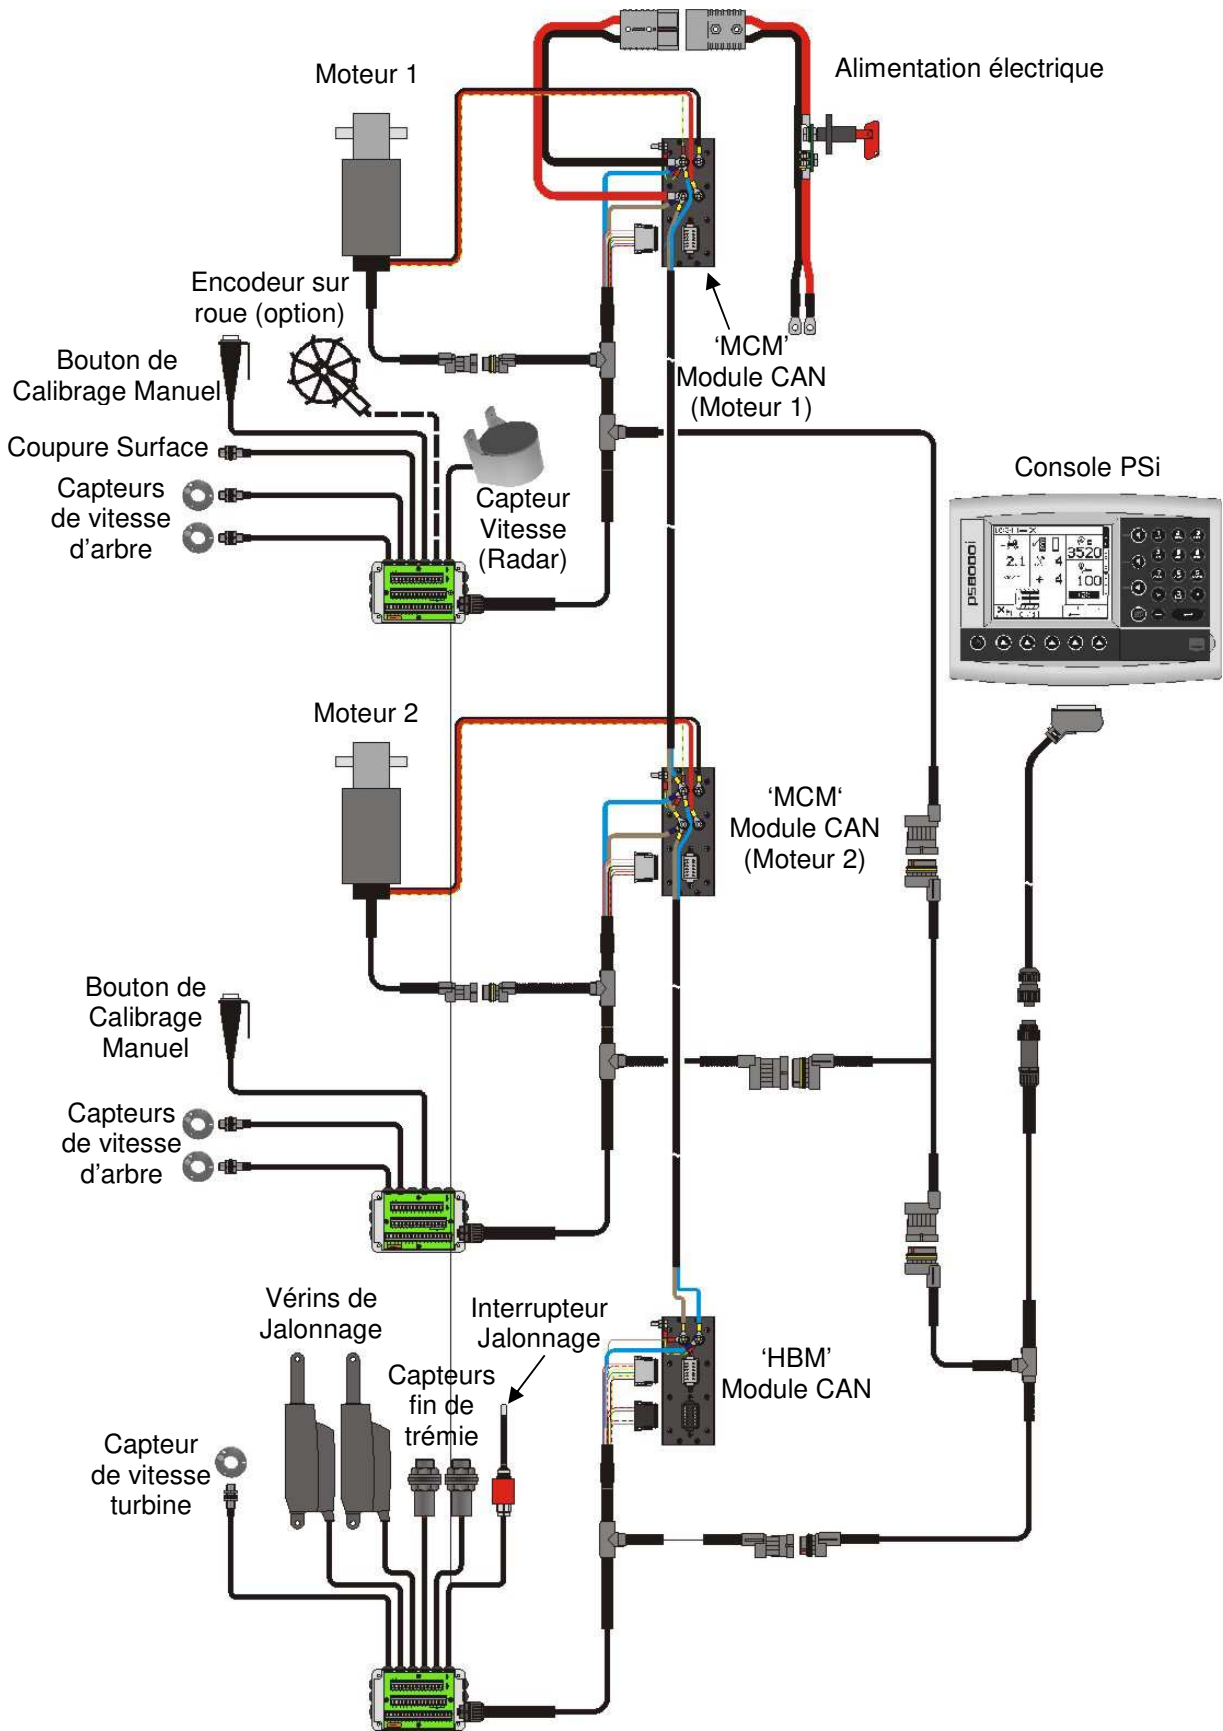 Moteur 1
Alimentation électrique
Encodeur sur
roue (option)
Bouton de
Calibrage Manuel
‘MCM’
Module CAN
(Moteur 1)
Coupure Surface
Capteurs
de vitesse
d’arbre
Capteur
Vitesse
(Radar)
Console PSi
ps8000i
3520
2.1
4
4
100
Moteur 2
‘MCM‘
Module CAN
(Moteur 2)
Bouton de
Calibrage
Manuel
Capteurs
de vitesse
d’arbre
Vérins de
Jalonnage
Interrupteur
Jalonnage
Capteurs
fin de
trémie
‘HBM’
Module CAN
Capteur
de vitesse
turbine